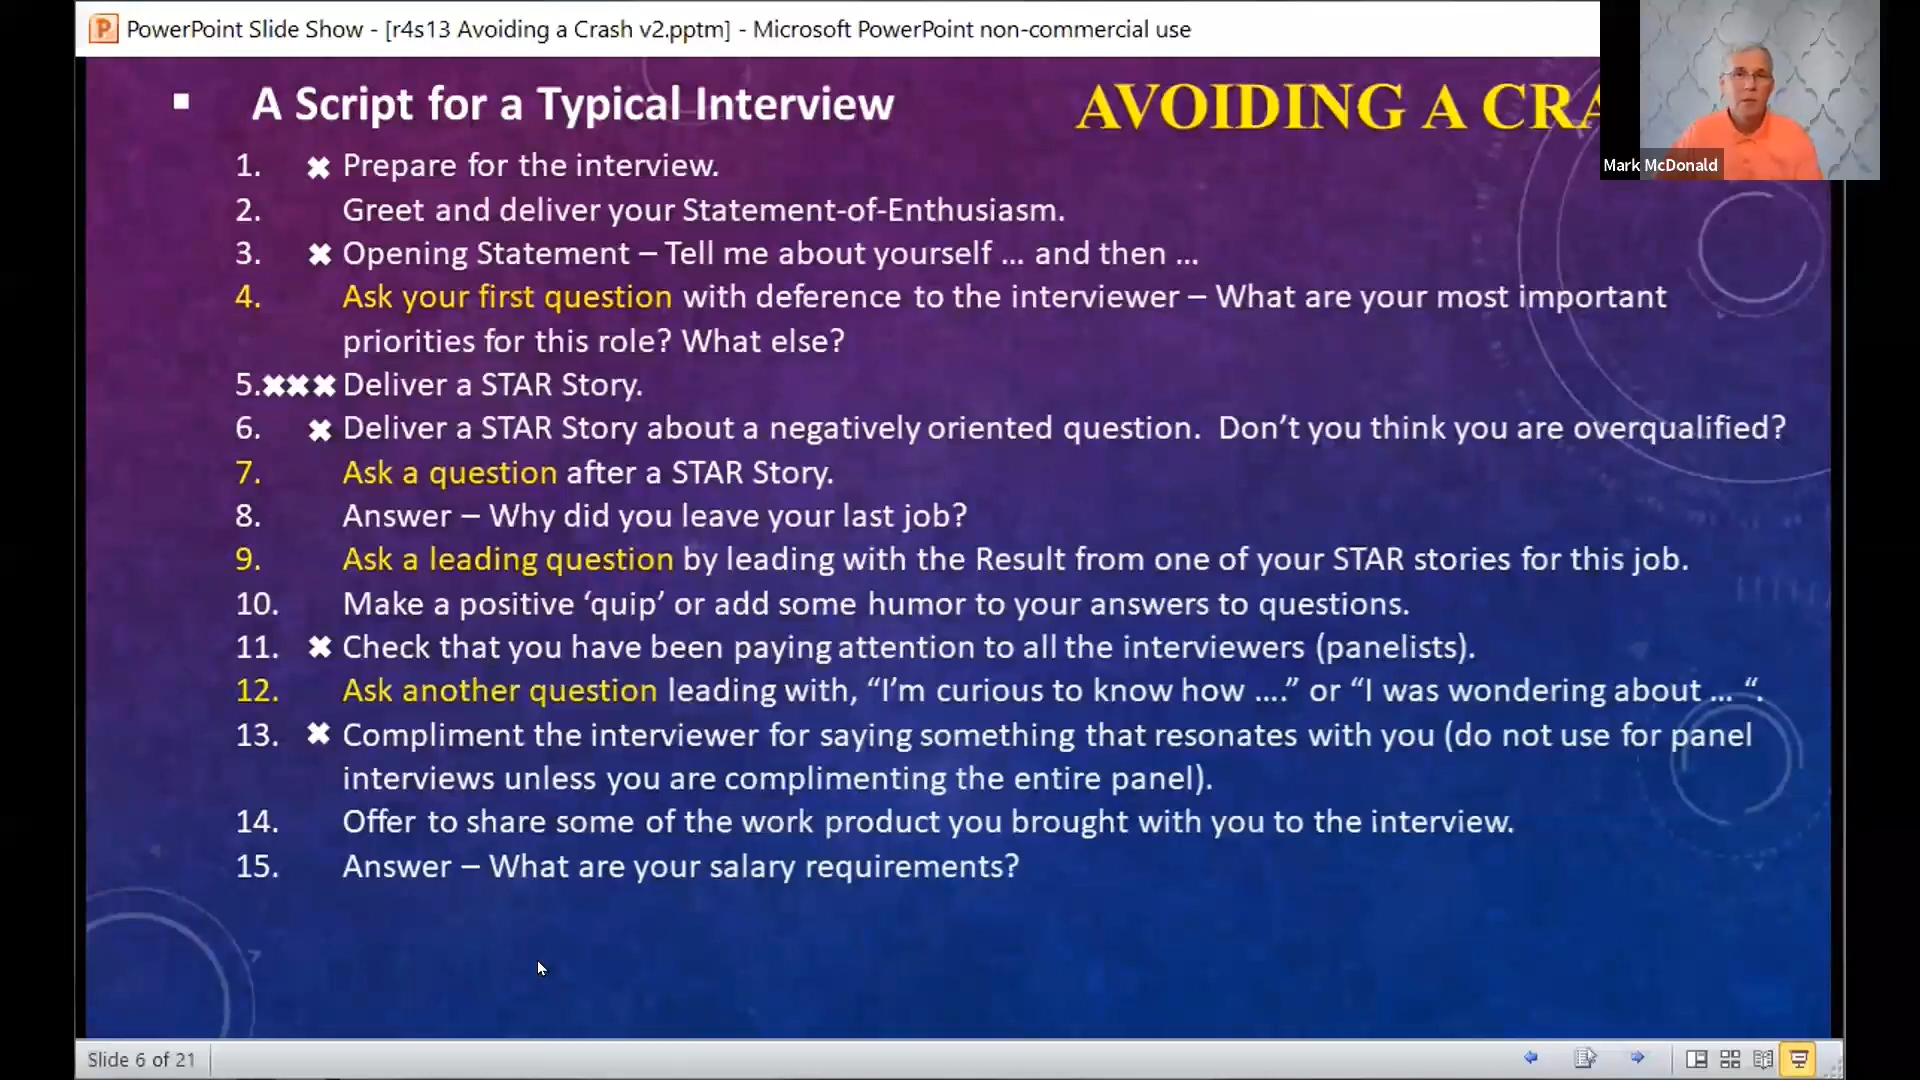 PowerPoint Slide Show - [r4s13 Avoiding a Crash v2.pptm] - Microsoft PowerPoint non-commercial use
▪ A Script for a Typical Interview
AVOIDING A CRA
Mark McDonald
1. ✖ Prepare for the interview.
2. Greet and deliver your Statement-of-Enthusiasm.
3. ✖ Opening Statement – Tell me about yourself ... and then ...
4. Ask your first question with deference to the interviewer – What are your most important
priorities for this role? What else?
5.✖✖✖ Deliver a STAR Story.
6. ✖ Deliver a STAR Story about a negatively oriented question. Don’t you think you are overqualified?
7. Ask a question after a STAR Story.
8. Answer – Why did you leave your last job?
9. Ask a leading question by leading with the Result from one of your STAR stories for this job.
10. Make a positive ‘quip’ or add some humor to your answers to questions.
11. ✖ Check that you have been paying attention to all the interviewers (panelists).
12. Ask another question leading with, “I’m curious to know how ....” or “I was wondering about ... “.
13. ✖ Compliment the interviewer for saying something that resonates with you (do not use for panel
interviews unless you are complimenting the entire panel).
14. Offer to share some of the work product you brought with you to the interview.
15. Answer – What are your salary requirements?
Slide 6 of 21